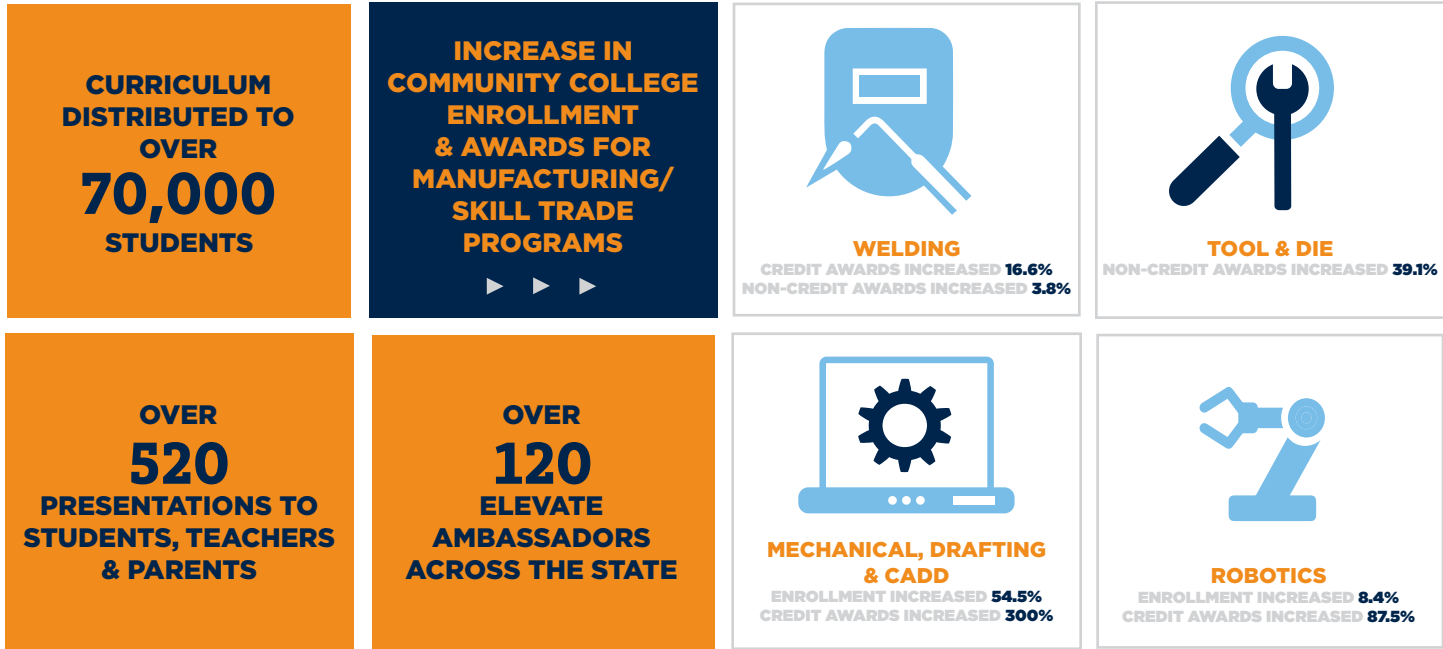 CURRICULUM
DISTRIBUTED TO
OVER
70,000
STUDENTS
INCREASE IN
COMMUNITY COLLEGE
ENROLLMENT
& AWARDS FOR
MANUFACTURING/
SKILL TRADE
PROGRAMS
WELDING
CREDIT AWARDS INCREASED 16.6%
NON-CREDIT AWARDS INCREASED 3.8%
TOOL & DIE
NON-CREDIT AWARDS INCREASED 39.1%
OVER
520
PRESENTATIONS TO
STUDENTS, TEACHERS
& PARENTS
OVER
120
ELEVATE
AMBASSADORS
ACROSS THE STATE
MECHANICAL, DRAFTING
& CADD
ENROLLMENT INCREASED 54.5%
CREDIT AWARDS INCREASED 300%
ROBOTICS
ENROLLMENT INCREASED 8.4%
CREDIT AWARDS INCREASED 87.5%